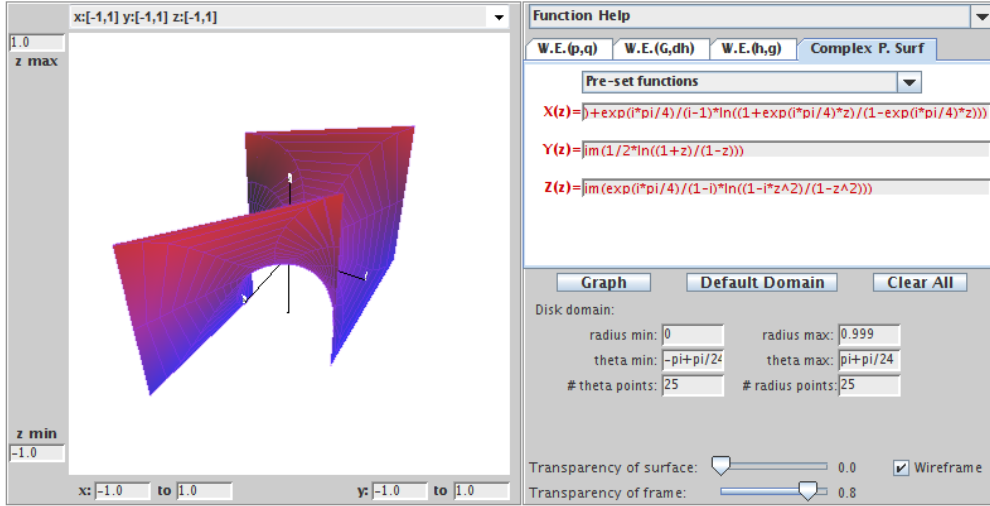 x:[-1,1] y:[-1,1] z:[-1,1]
1.0
z max
z min
-1.0
x: -1.0 to 1.0 y: -1.0 to 1.0
Function Help
W.E.(p,q) W.E.(G,dh) W.E.(h,g) Complex P. Surf
Pre-set functions
X(z)= )+exp(i*pi/4)/(i-1)*ln((1+exp(i*pi/4)*z)/(1-exp(i*pi/4)*z)))
Y(z)= im(1/2*ln((1+z)/(1-z)))
Z(z)= im(exp(i*pi/4)/(1-i)*ln((1-i*z^2)/(1-z^2)))
Graph Default Domain Clear All
Disk domain:
radius min: 0 radius max: 0.999
theta min: -pi+pi/24 theta max: pi+pi/24
# theta points: 25 # radius points: 25
Transparency of surface: 0.0 Wireframe
Transparency of frame: 0.8